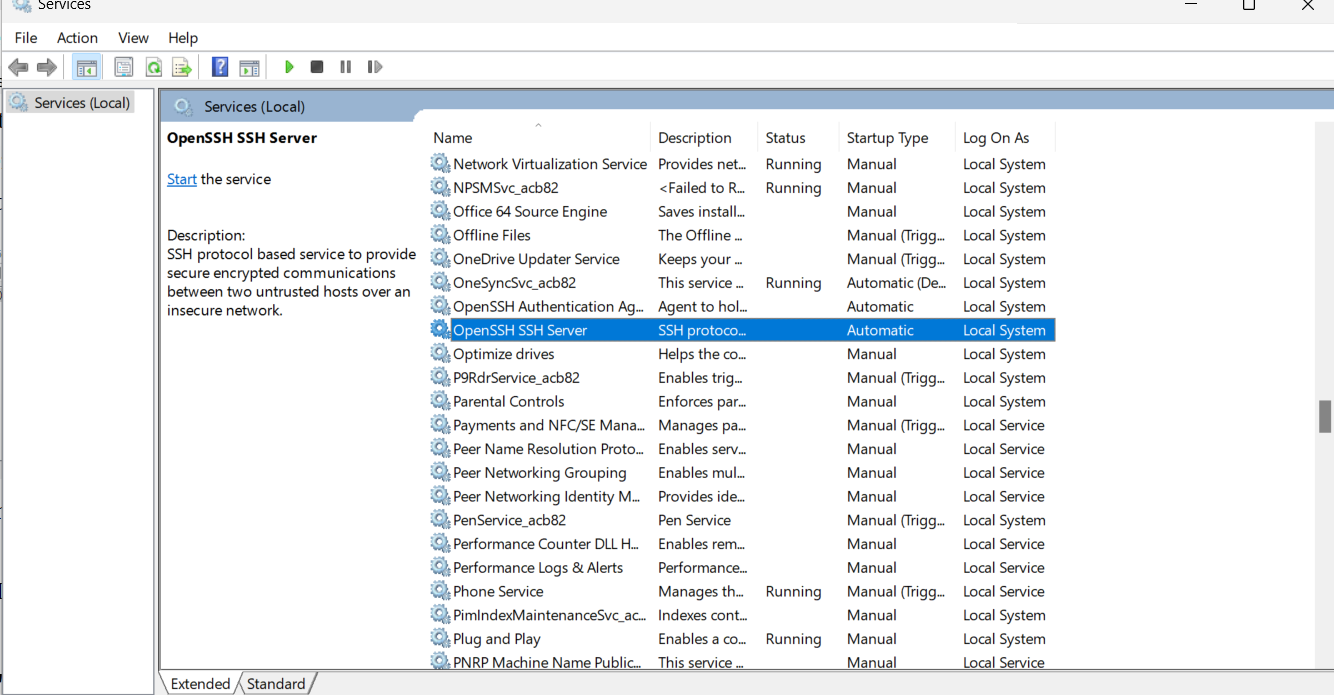 Services
File Action View Help
Services (Local)
Services (Local)
OpenSSH SSH Server
Start the service
Description:
SSH protocol based service to provide
secure encrypted communications
between two untrusted hosts over an
insecure network.
Name Description Status Startup Type Log On As
Network Virtualization Service Provides net... Running Manual Local System
NPSMSvc_acb82 <Failed to R... Running Manual Local System
Office 64 Source Engine Saves install... Manual Local System
Offline Files The Offline ... Manual (Trigg... Local System
OneDrive Updater Service Keeps your ... Manual (Trigg... Local System
OneSyncSvc_acb82 This service ... Running Automatic (De... Local System
OpenSSH Authentication Ag... Agent to hol... Automatic Local System
OpenSSH SSH Server SSH protoco... Automatic Local System
Optimize drives Helps the co... Manual Local System
P9RdrService_acb82 Enables trig... Manual (Trigg... Local System
Parental Controls Enforces par... Manual Local System
Payments and NFC/SE Mana... Manages pa... Manual (Trigg... Local Service
Peer Name Resolution Proto... Enables serv... Manual Local Service
Peer Networking Grouping Enables mul... Manual Local Service
Peer Networking Identity M... Provides ide... Manual Local Service
PenService_acb82 Pen Service Manual (Trigg... Local System
Performance Counter DLL H... Enables rem... Manual Local Service
Performance Logs & Alerts Performance... Manual Local Service
Phone Service Manages th... Running Manual (Trigg... Local Service
PimIndexMaintenanceSvc_ac... Indexes cont... Manual Local System
Plug and Play Enables a co... Running Manual Local System
PNRP Machine Name Public... This service ... Manual Local Service
Extended Standard